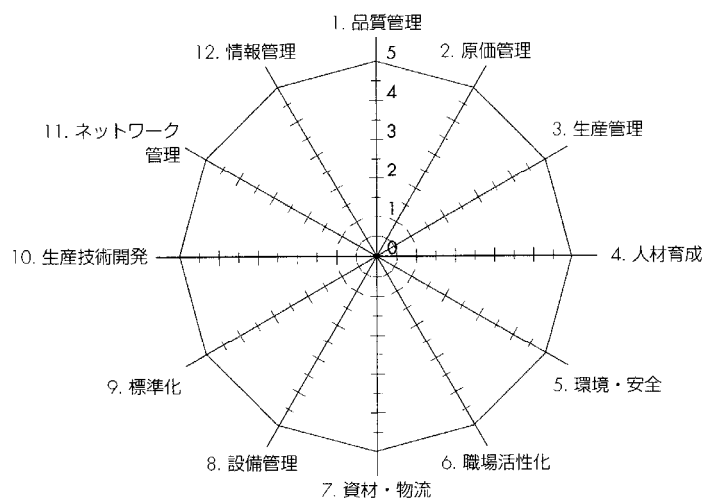 1. 品質管理
2. 原価管理
3. 生産管理
4. 人材育成
5. 環境・安全
6. 職場活性化
7. 資材・物流
8. 設備管理
9. 標準化
10. 生産技術開発
11. ネットワーク
管理
12. 情報管理
5
4
3
2
1
0